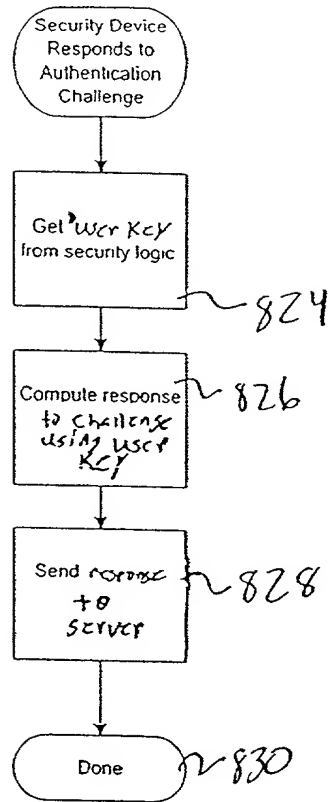 Security Device
Responds to
Authentication
Challenge
Get user Key
from security logic
824
Compute response
to challenge
using user
Key
826
Send response
to
server
828
Done
830